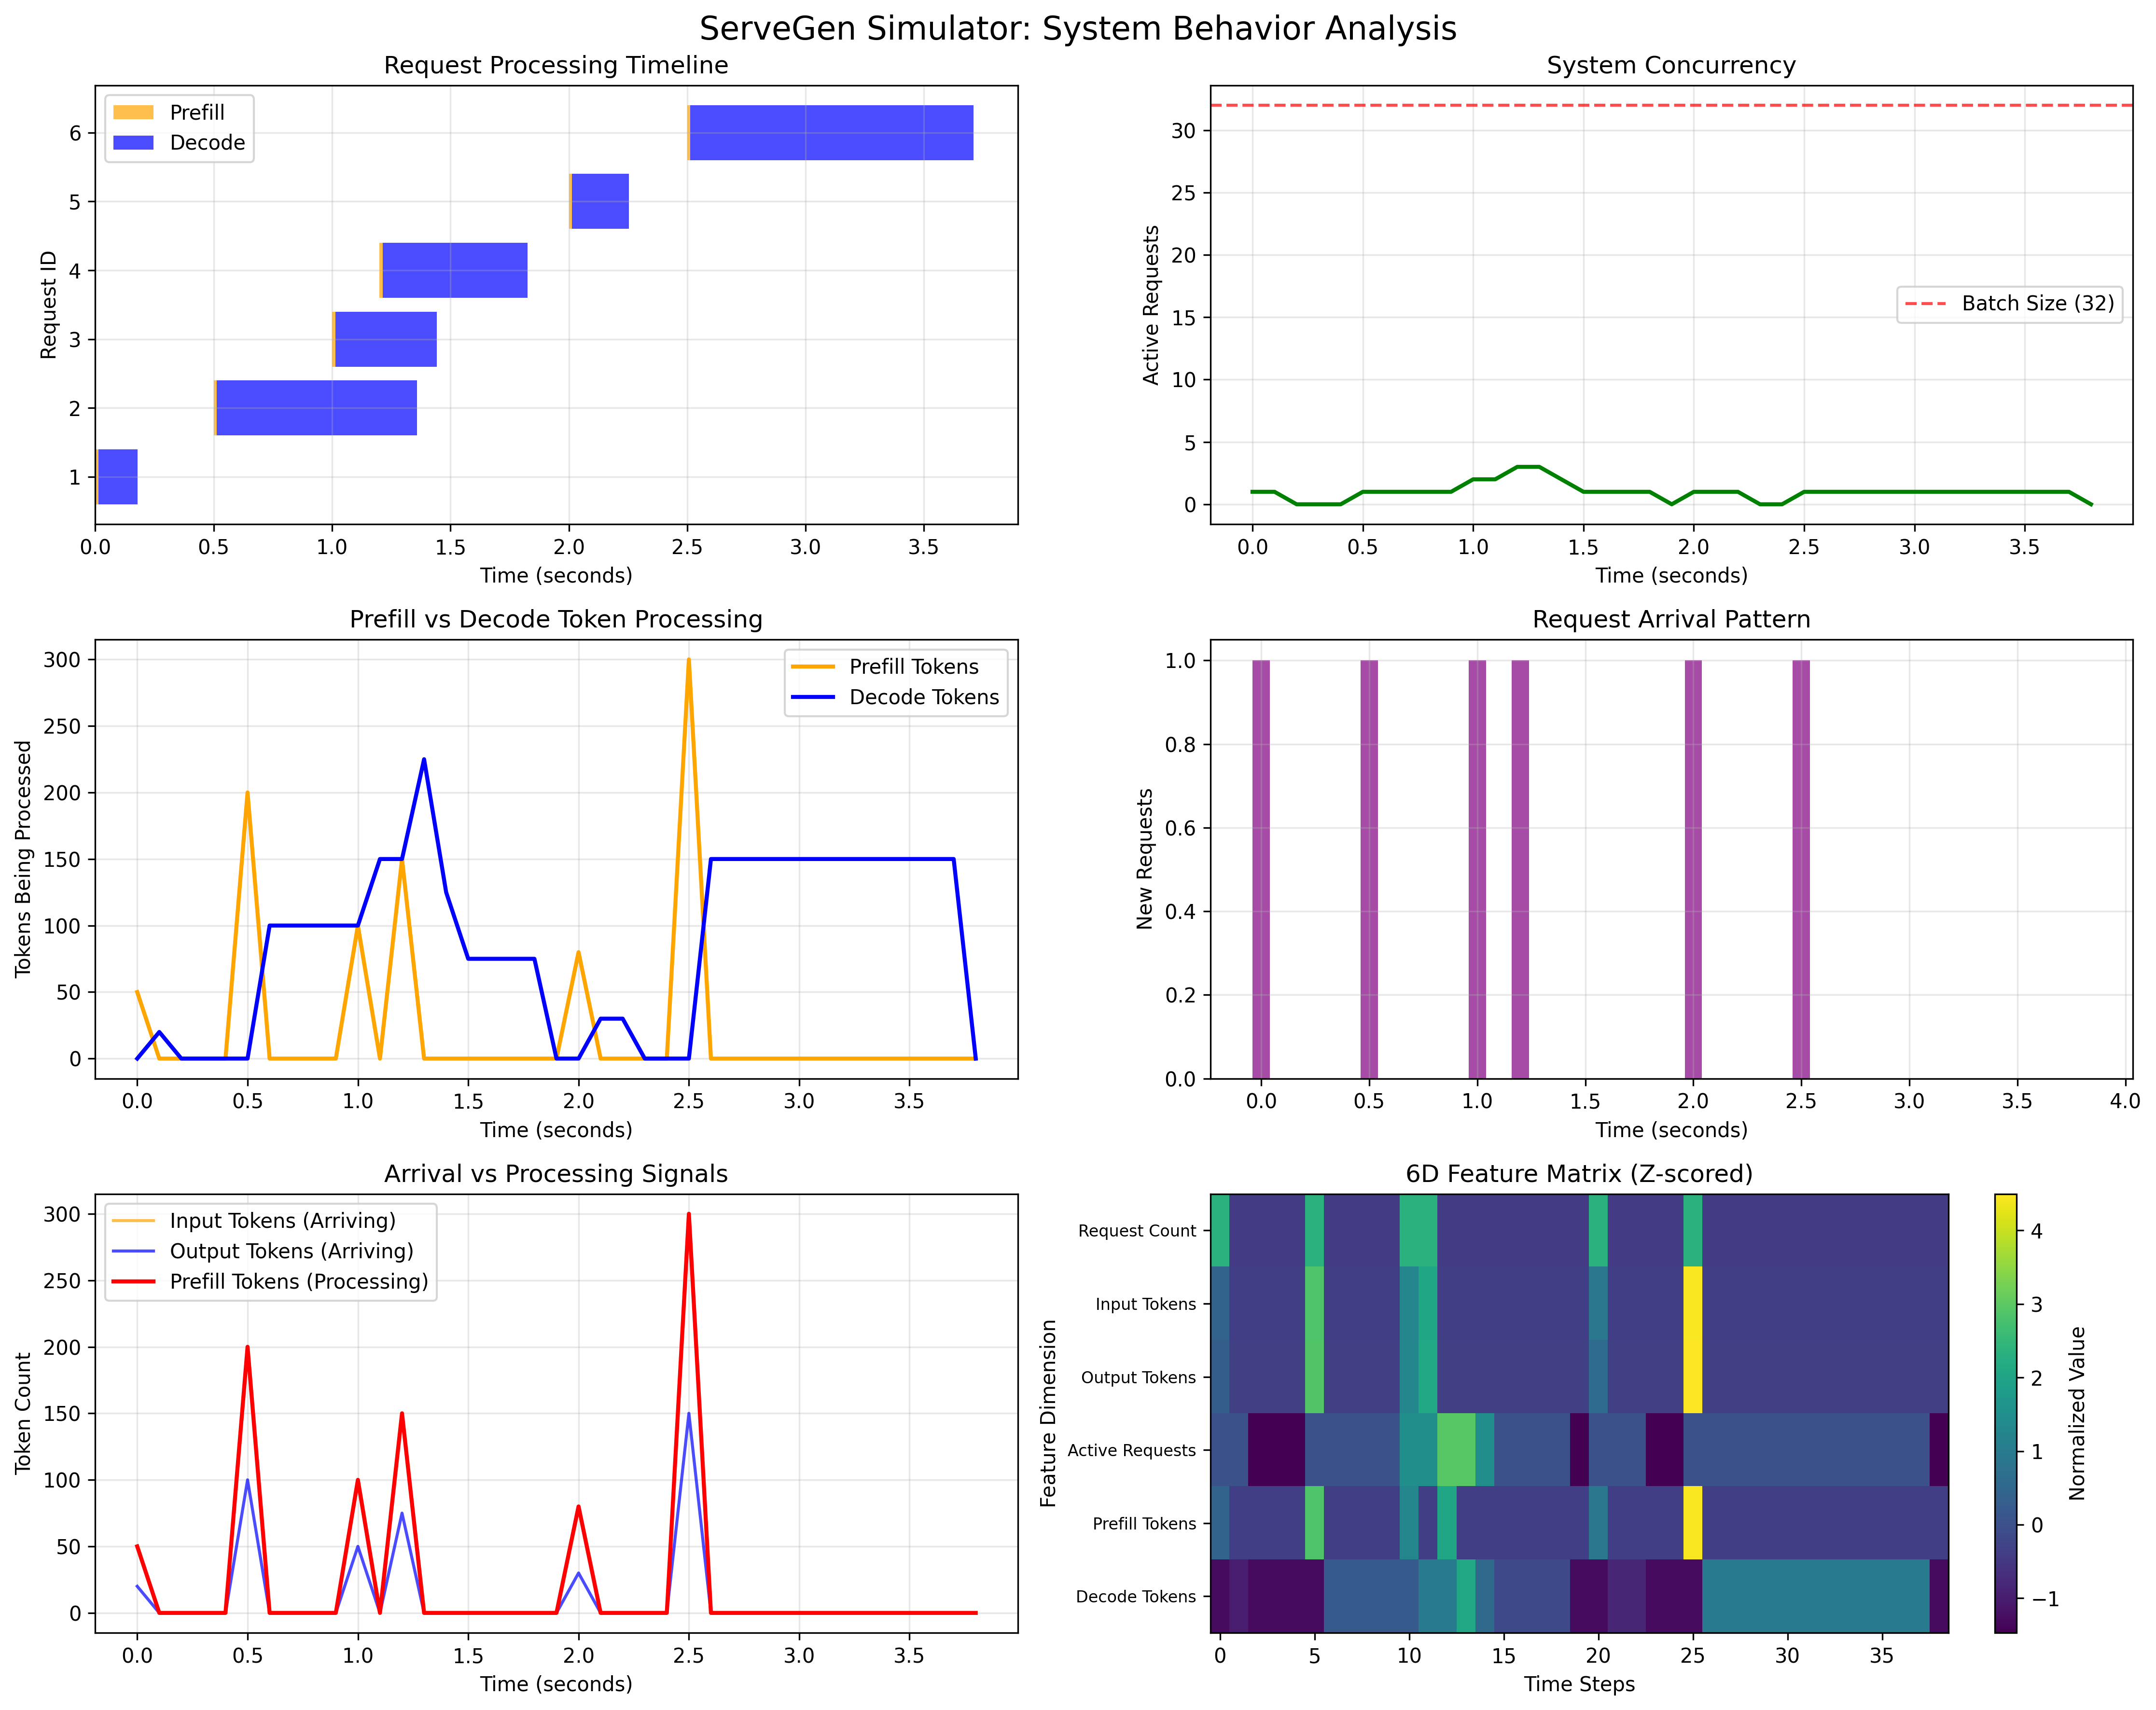 ServeGen Simulator: System Behavior Analysis
Request Processing Timeline
Prefill
Decode
Request ID
6
5
4
3
2
1
0.0 0.5 1.0 1.5 2.0 2.5 3.0 3.5
Time (seconds)
System Concurrency
Active Requests
30
25
20
15
10
5
0
Batch Size (32)
0.0 0.5 1.0 1.5 2.0 2.5 3.0 3.5
Time (seconds)
Prefill vs Decode Token Processing
Prefill Tokens
Decode Tokens
Tokens Being Processed
300
250
200
150
100
50
0
0.0 0.5 1.0 1.5 2.0 2.5 3.0 3.5
Time (seconds)
Request Arrival Pattern
New Requests
1.0
0.8
0.6
0.4
0.2
0.0
0.0 0.5 1.0 1.5 2.0 2.5 3.0 3.5 4.0
Time (seconds)
Arrival vs Processing Signals
Input Tokens (Arriving)
Output Tokens (Arriving)
Prefill Tokens (Processing)
Token Count
300
250
200
150
100
50
0
0.0 0.5 1.0 1.5 2.0 2.5 3.0 3.5
Time (seconds)
6D Feature Matrix (Z-scored)
Feature Dimension
Request Count
Input Tokens
Output Tokens
Active Requests
Prefill Tokens
Decode Tokens
0 5 10 15 20 25 30 35
Time Steps
4
3
2
1
0
−1
Normalized Value